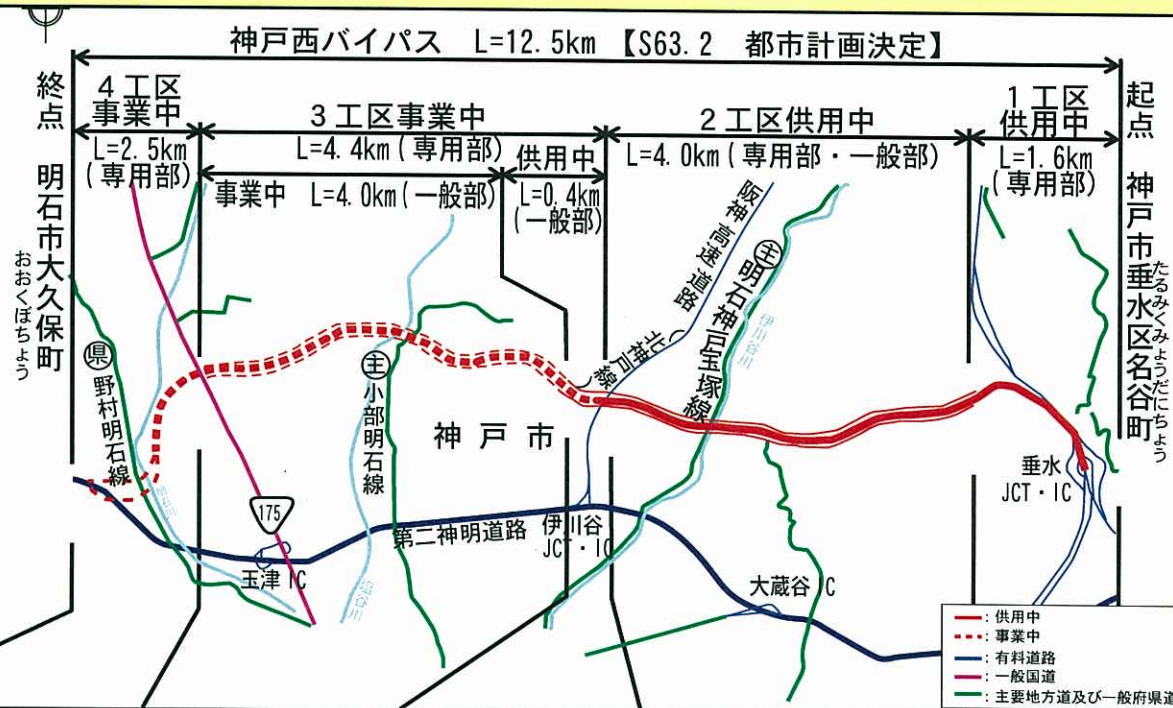 神戸西バイパス L=12.5km 【S63.2 都市計画決定】
終点 明石市大久保町
おおくぼちょう
4工区
事業中
L=2.5km
(専用部)
3工区事業中
L=4.4km(専用部)
事業中 L=4.0km(一般部)
供用中
L=0.4km
(一般部)
2工区供用中
L=4.0km(専用部・一般部)
1工区
供用中
L=1.6km
(専用部)
起点 神戸市垂水区名谷町
たるみくみょうだにちょう
阪神高速道路
北神戸線
主 明石神戸宝塚線
伊川谷川
県 野村明石線
主 小部明石線
神戸市
175
玉津IC
第二神明道路
伊川谷
JCT・IC
大蔵谷IC
垂水
JCT・IC
:供用中
:事業中
:有料道路
:一般国道
:主要地方道及び一般府県道